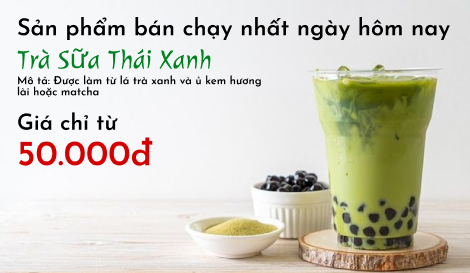 Sản phẩm bán chạy nhất ngày hôm nay
Trà Sữa Thái Xanh
Mô tả: Được làm từ lá trà xanh và ủ kem hương
lài hoặc matcha
Giá chỉ từ
50.000đ